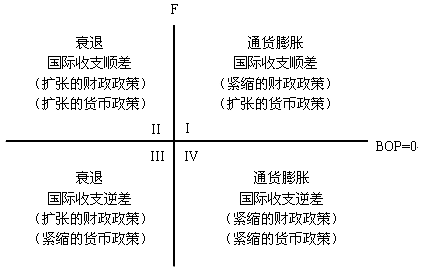 F
衰退
国际收支顺差
（扩张的财政政策）
（扩张的货币政策）
通货膨胀
国际收支顺差
（紧缩的财政政策）
（扩张的货币政策）
II
I
BOP=0
III
IV
衰退
国际收支逆差
（扩张的财政政策）
（紧缩的货币政策）
通货膨胀
国际收支逆差
（紧缩的财政政策）
（紧缩的货币政策）